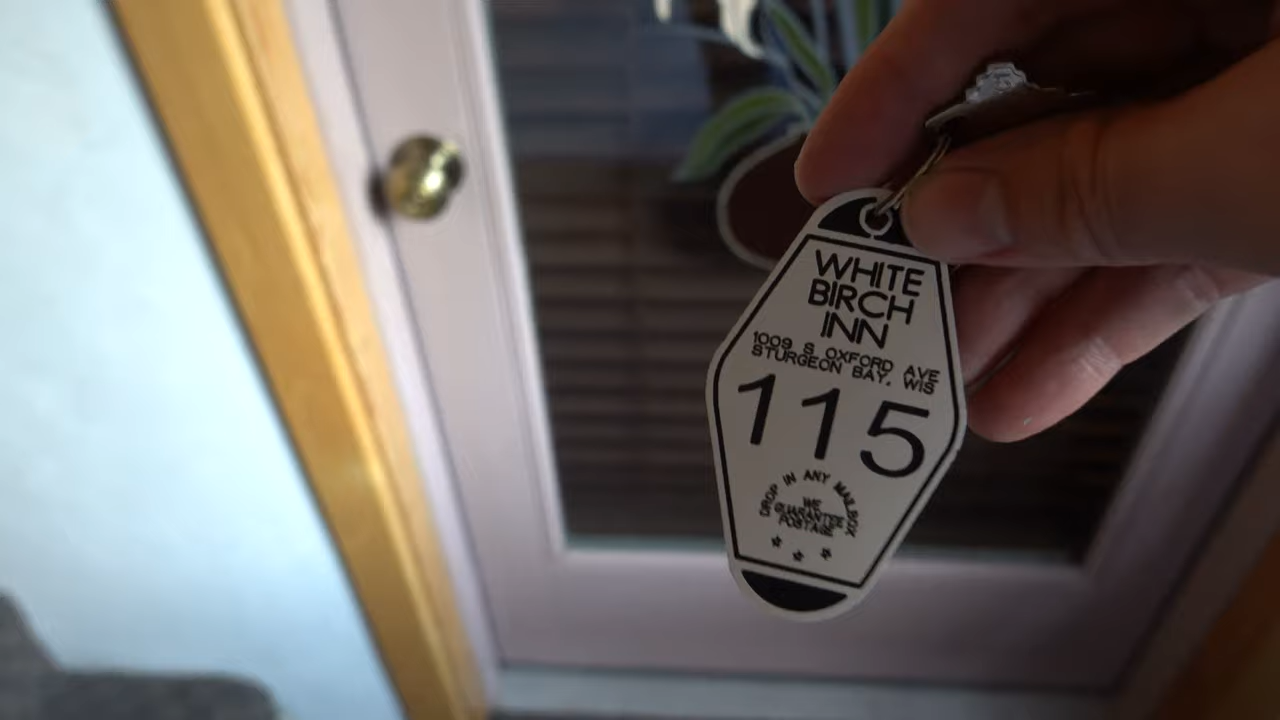 WHITE
BIRCH
INN
1009 S OXFORD AVE
STURGEON BAY, WIS
115
DROP IN ANY MAILBOX
WE
GUARANTEE
POSTAGE